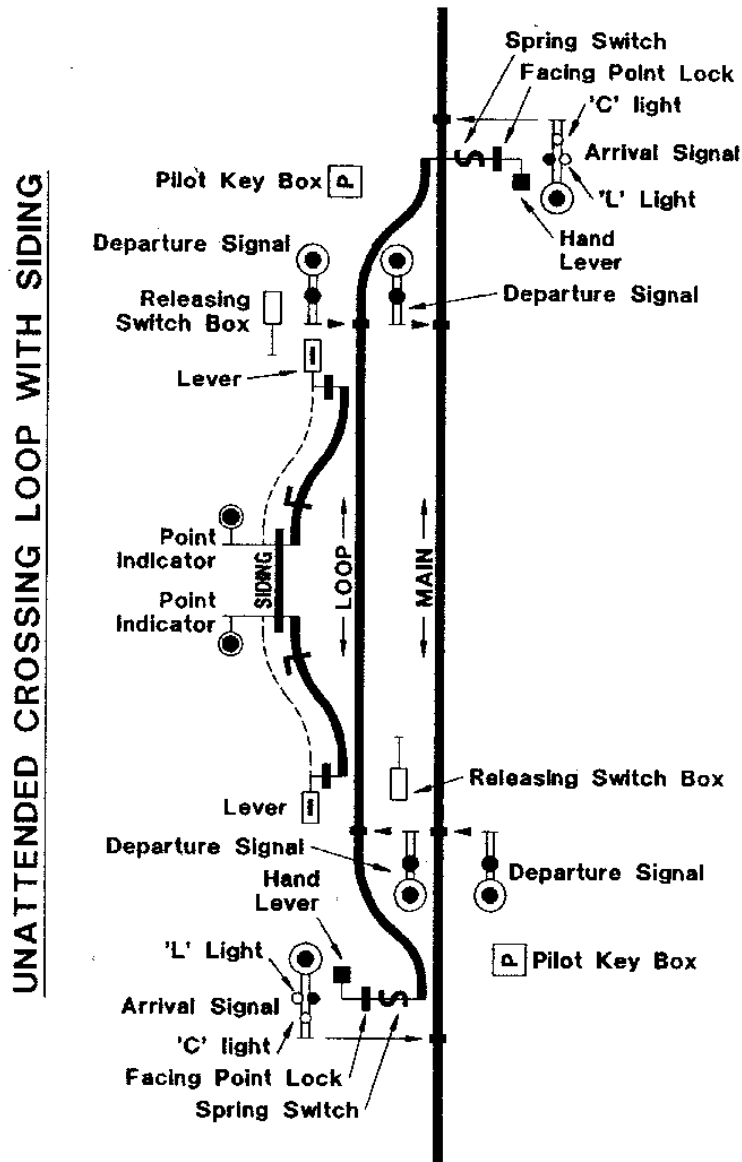 UNATTENDED CROSSING LOOP WITH SIDING
Spring Switch
Facing Point Lock
'C' light
Arrival Signal
'L' Light
Hand
Lever
Pilot Key Box
P
Departure Signal
Departure Signal
Releasing
Switch Box
Lever
Point
Indicator
SIDING
LOOP
MAIN
Point
Indicator
Lever
Releasing Switch Box
Departure Signal
Departure Signal
Hand
Lever
P
Pilot Key Box
'L' Light
Arrival Signal
'C' light
Facing Point Lock
Spring Switch